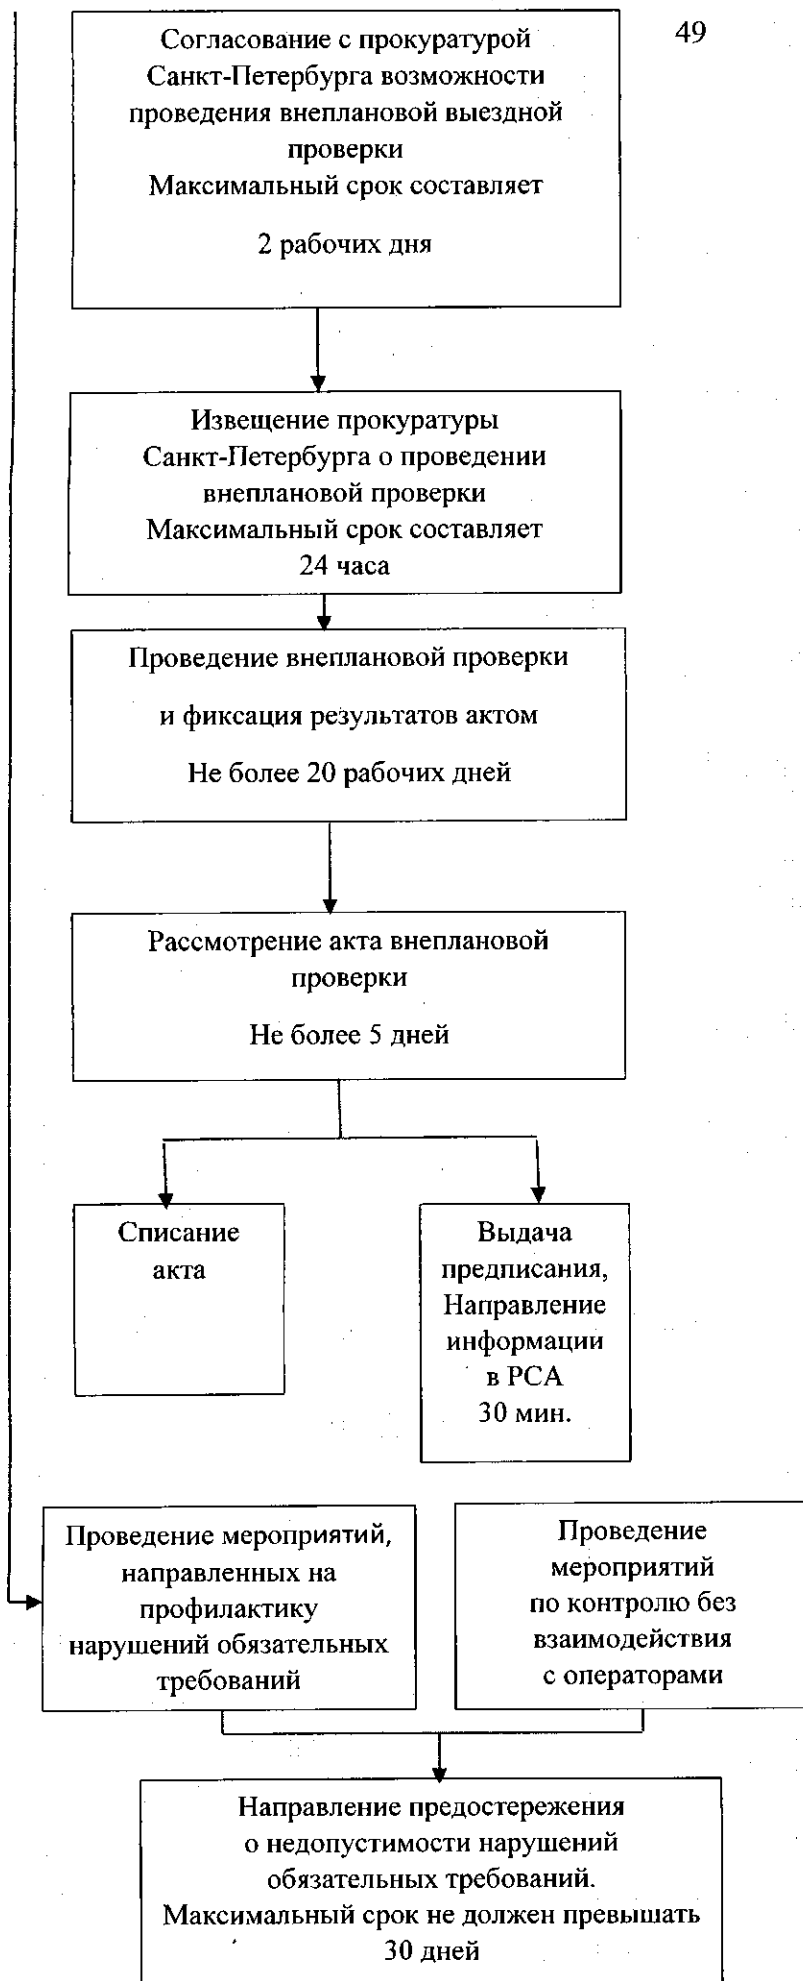 49
Согласование с прокуратурой
Санкт-Петербурга возможности
проведения внеплановой выездной
проверки
Максимальный срок составляет
2 рабочих дня
Извещение прокуратуры
Санкт-Петербурга о проведении
внеплановой проверки
Максимальный срок составляет
24 часа
Проведение внеплановой проверки
и фиксация результатов актом
Не более 20 рабочих дней
Рассмотрение акта внеплановой
проверки
Не более 5 дней
Списание
акта
Выдача
предписания,
Направление
информации
в РСА
30 мин.
Проведение мероприятий,
направленных на
профилактику
нарушений обязательных
требований
Проведение
мероприятий
по контролю без
взаимодействия
с операторами
Направление предостережения
о недопустимости нарушений
обязательных требований.
Максимальный срок не должен превышать
30 дней